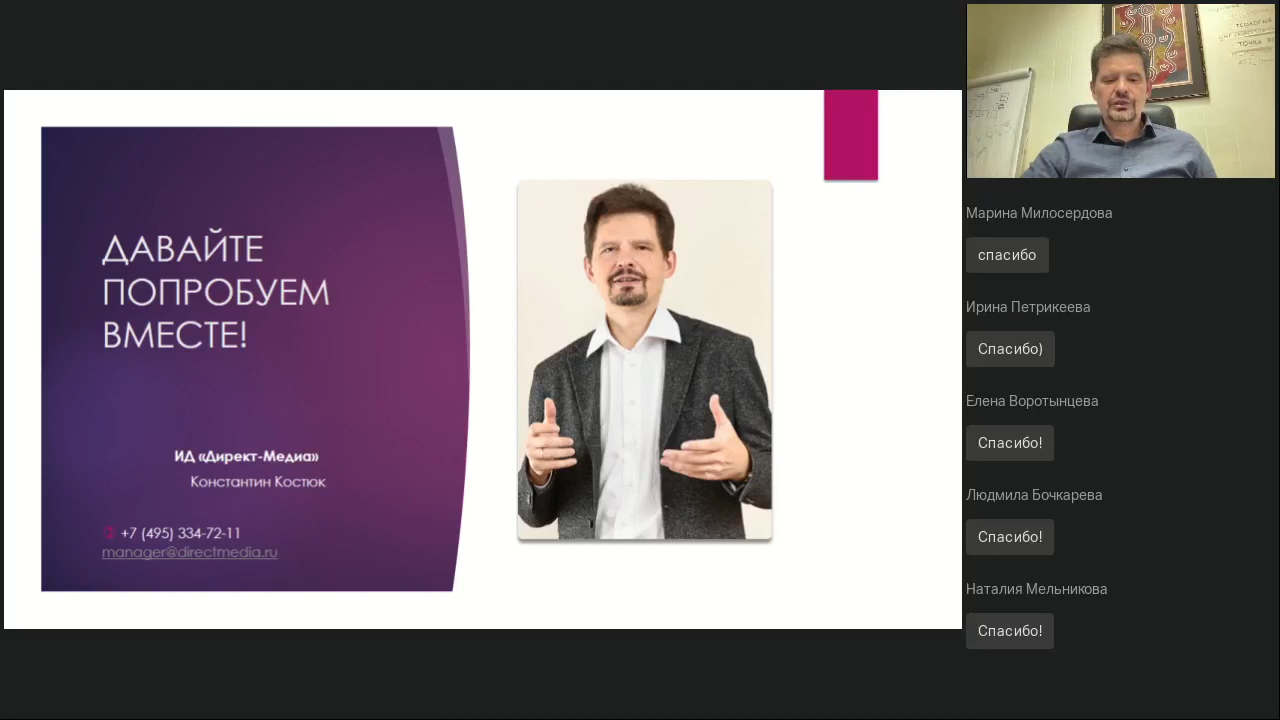 ДАВАЙТЕ
ПОПРОБУЕМ
ВМЕСТЕ!
ИД «Директ-Медиа»
Константин Костюк
+7 (495) 334-72-11
manager@directmedia.ru
ТЕОЛОГИЯ
Марина Милосердова
спасибо
Ирина Петрикеева
Спасибо)
Елена Воротынцева
Спасибо!
Людмила Бочкарева
Спасибо!
Наталия Мельникова
Спасибо!